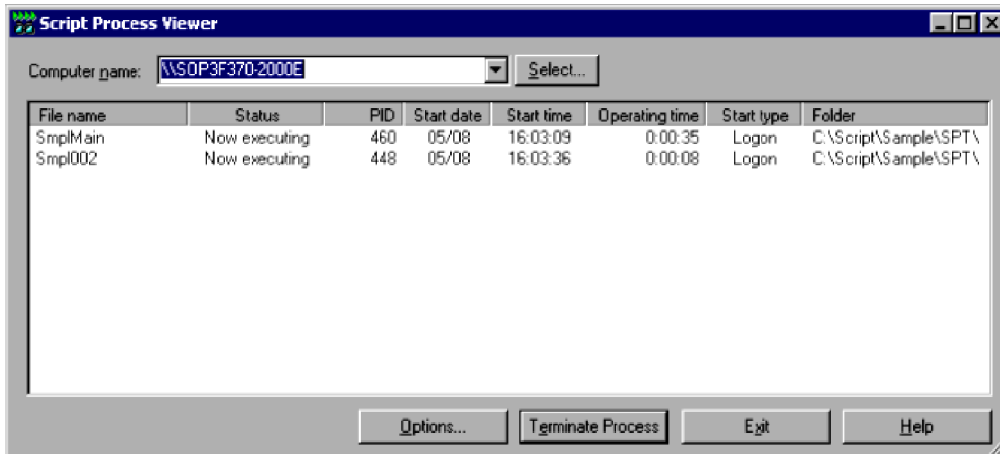 Script Process Viewer
Computer name: \\SOP3F370-2000E Select...
File name Status PID Start date Start time Operating time Start type Folder
SmplMain Now executing 460 05/08 16:03:09 0:00:35 Logon C:\Script\Sample\SPT\
Smpl002 Now executing 448 05/08 16:03:36 0:00:08 Logon C:\Script\Sample\SPT\
Options... Terminate Process Exit Help